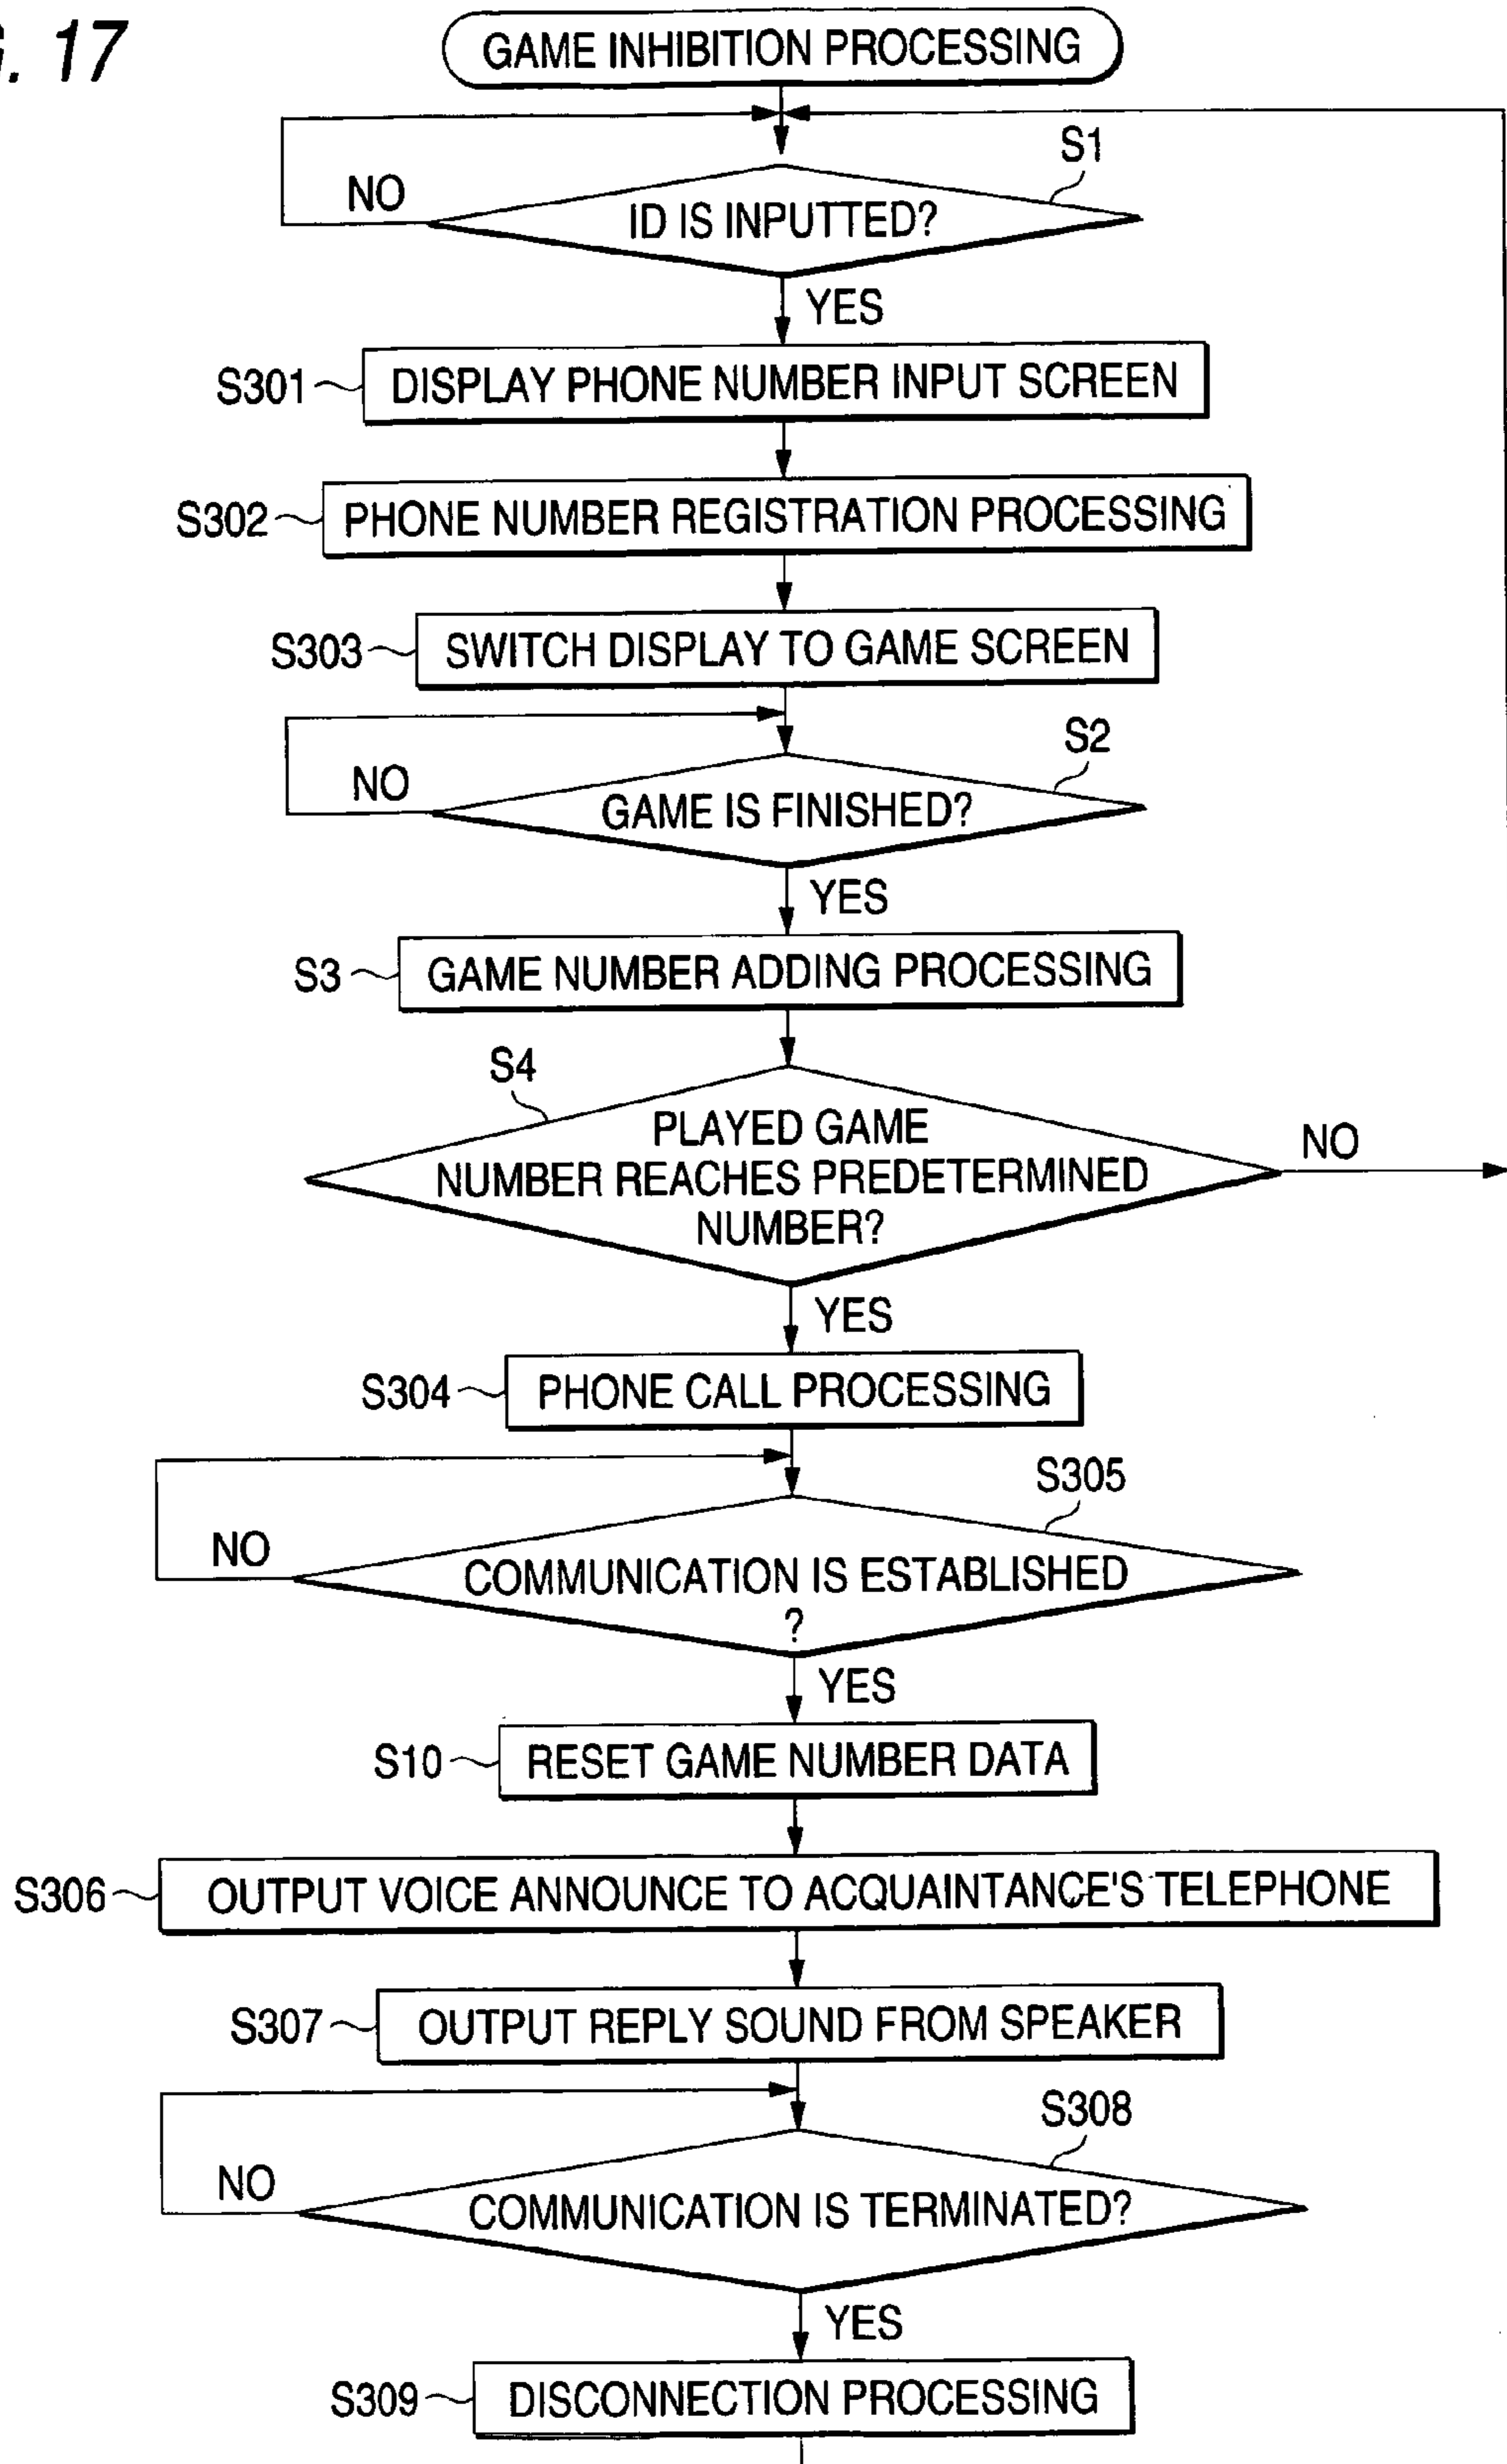 . 17
GAME INHIBITION PROCESSING
S1
NO
ID IS INPUTTED?
YES
S301
DISPLAY PHONE NUMBER INPUT SCREEN
S302
PHONE NUMBER REGISTRATION PROCESSING
S303
SWITCH DISPLAY TO GAME SCREEN
S2
NO
GAME IS FINISHED?
YES
S3
GAME NUMBER ADDING PROCESSING
S4
PLAYED GAME
NUMBER REACHES PREDETERMINED
NUMBER?
NO
YES
S304
PHONE CALL PROCESSING
S305
NO
COMMUNICATION IS ESTABLISHED
?
YES
S10
RESET GAME NUMBER DATA
S306
OUTPUT VOICE ANNOUNCE TO ACQUAINTANCE'S TELEPHONE
S307
OUTPUT REPLY SOUND FROM SPEAKER
S308
NO
COMMUNICATION IS TERMINATED?
YES
S309
DISCONNECTION PROCESSING